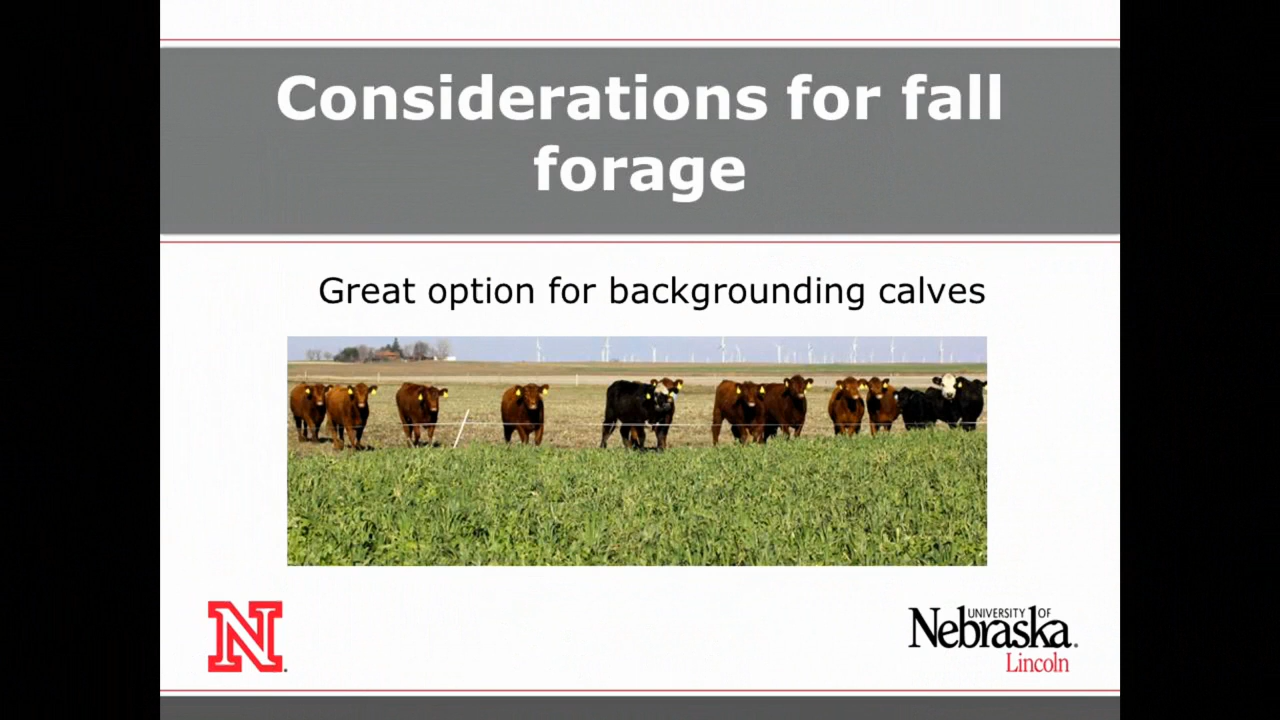 Considerations for fall
forage
Great option for backgrounding calves
N
UNIVERSITY OF
Nebraska
Lincoln